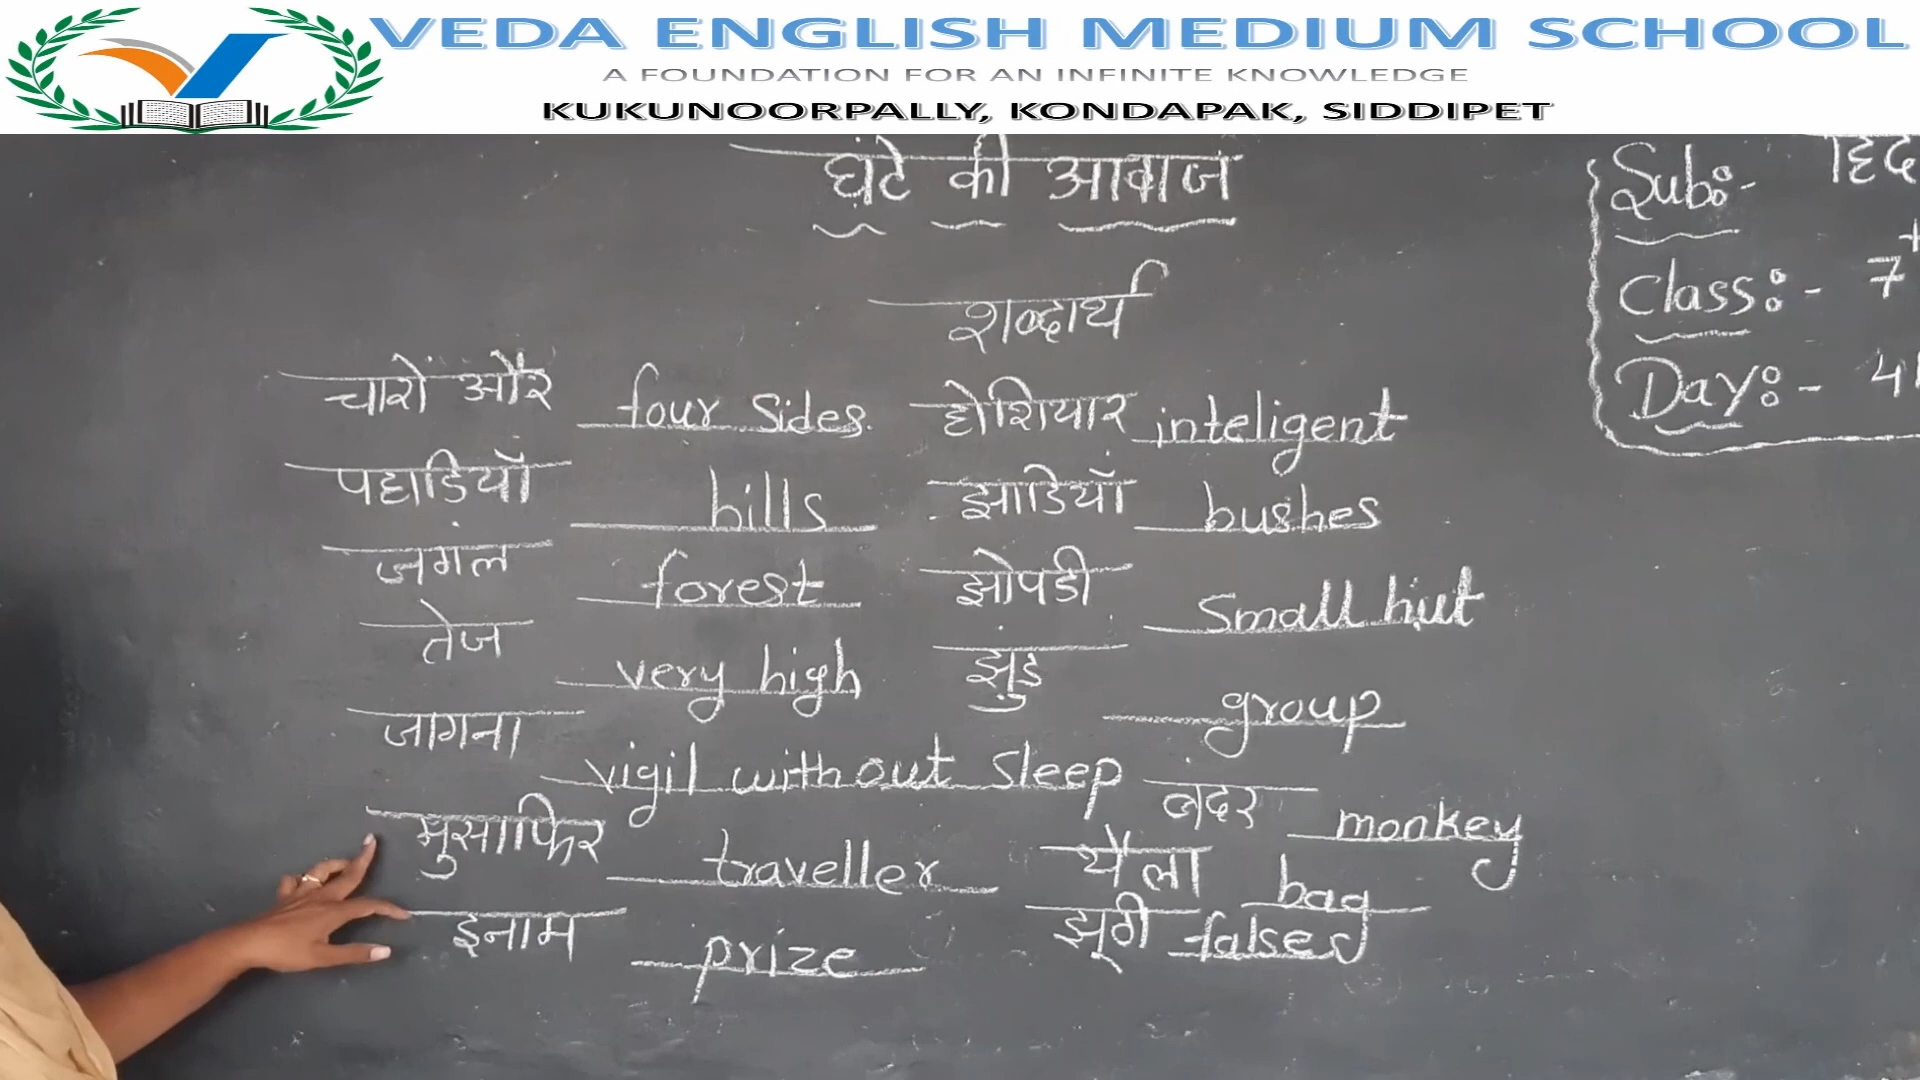 VEDA ENGLISH MEDIUM SCHOOL
A FOUNDATION FOR AN INFINITE KNOWLEDGE
KUKUNOORPALLY, KONDAPAK, SIDDIPET
घंटे की आवाज
Sub:- हिंद
Class:- 7
Day:- 4
शब्दार्थ
चारों और four sides. होशियार inteligent
पहाडियाँ hills झाडियाँ bushes
जंगल forest झोपडी small hut
तेज very high झुंड group
जागना vigil without sleep बंदर monkey
मुसाफिर traveller थैला bag
इनाम prize झूठी false